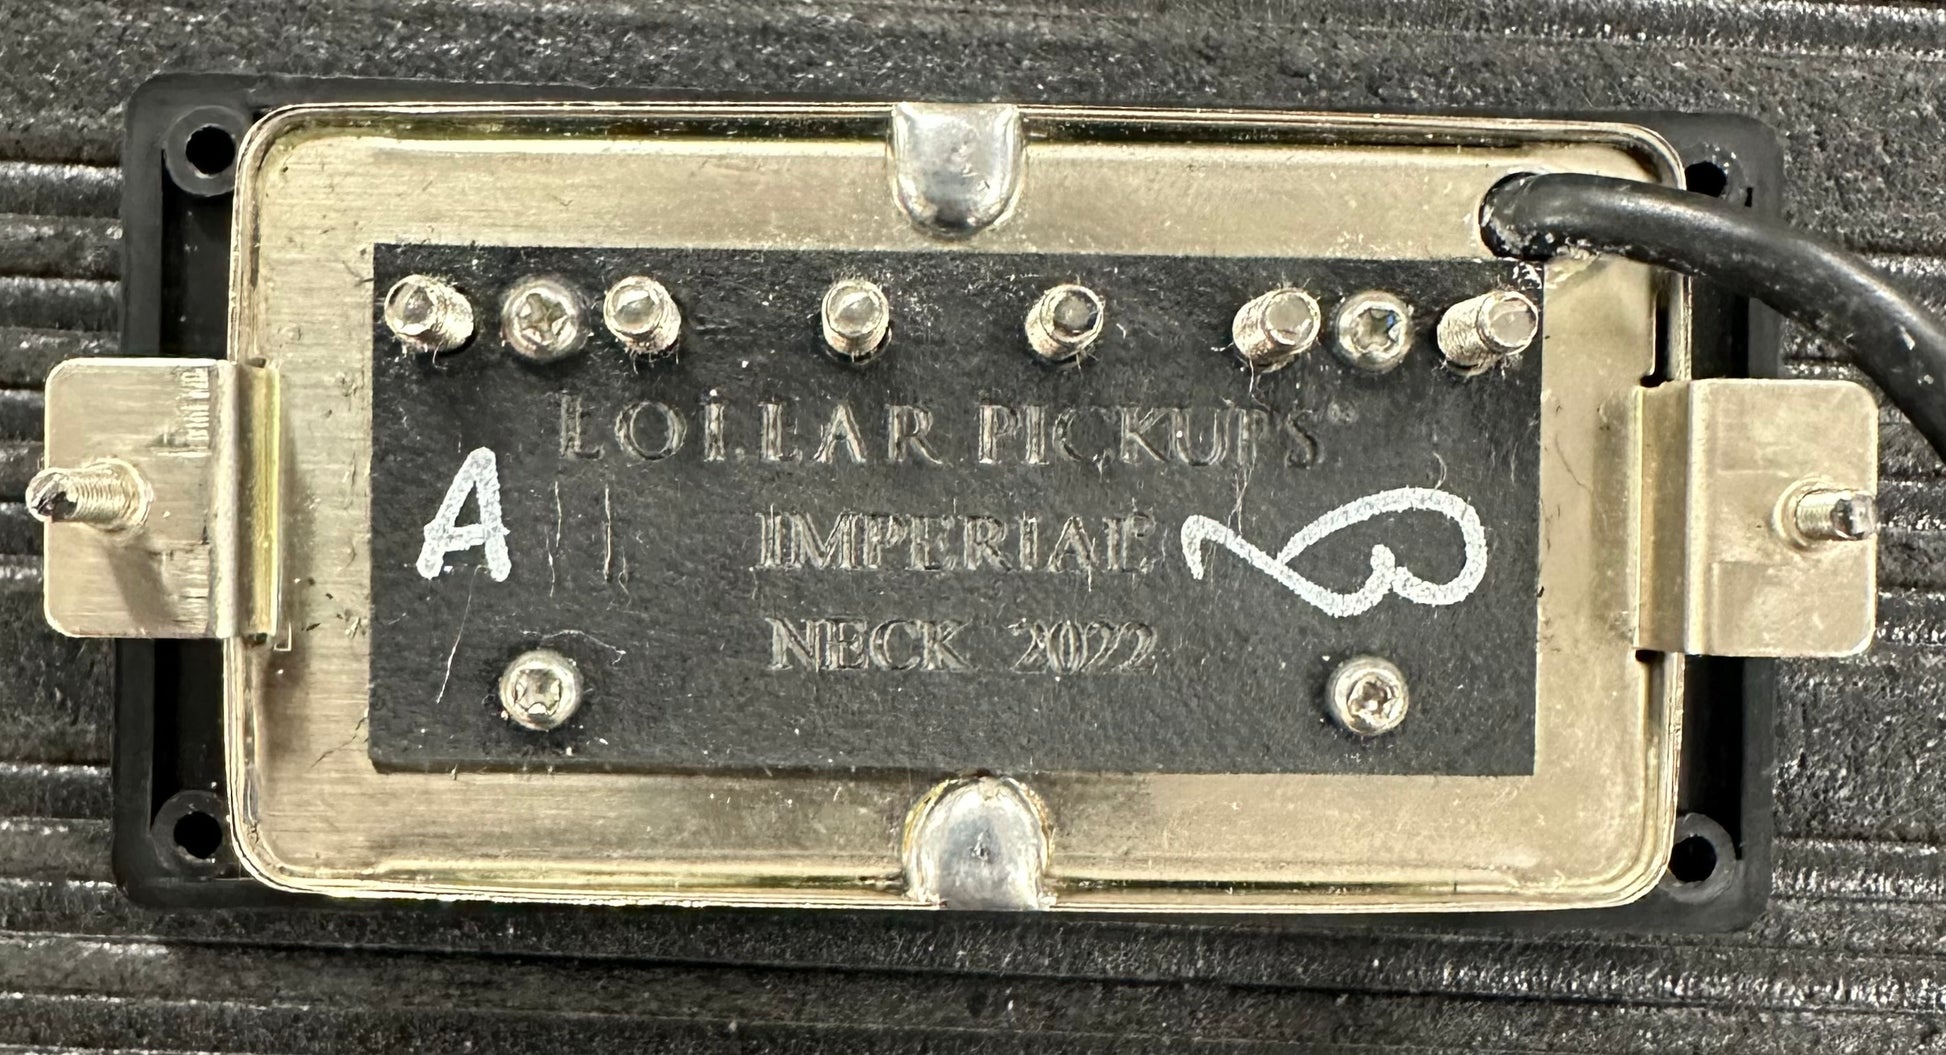 LOLLAR PICKUPS®
A
IMPERIAL
NECK 2022